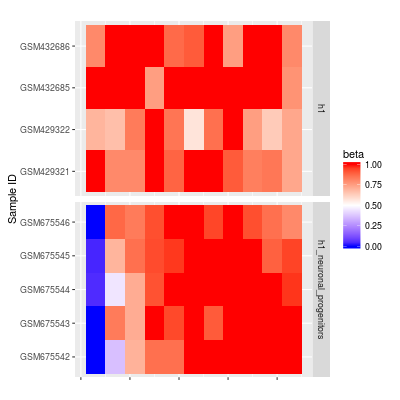 GSM432686
GSM432685
GSM429322
GSM429321
h1
GSM675546
GSM675545
GSM675544
GSM675543
GSM675542
h1_neuronal_progenitors
Sample ID
beta
1.00
0.75
0.50
0.25
0.00